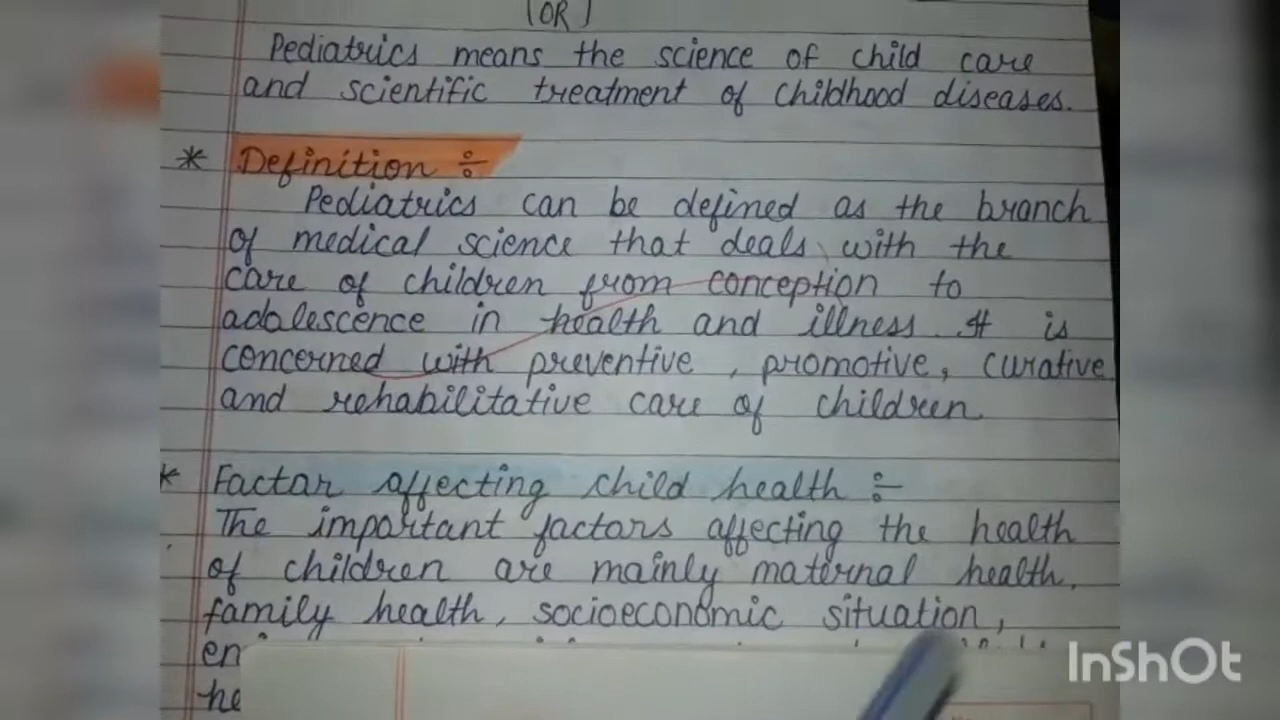 (OR)
Pediatrics means the science of child care
and scientific treatment of childhood diseases.
* Definition ÷
Pediatrics can be defined as the branch
of medical science that deals with the
care of children from conception to
adolescence in health and illness. It is
concerned with preventive, promotive, curative
and rehabilitative care of children.
* Factor affecting child health ÷
The important factors affecting the health
of children are mainly maternal health,
family health, socioeconomic situation,
en
he
InShOt